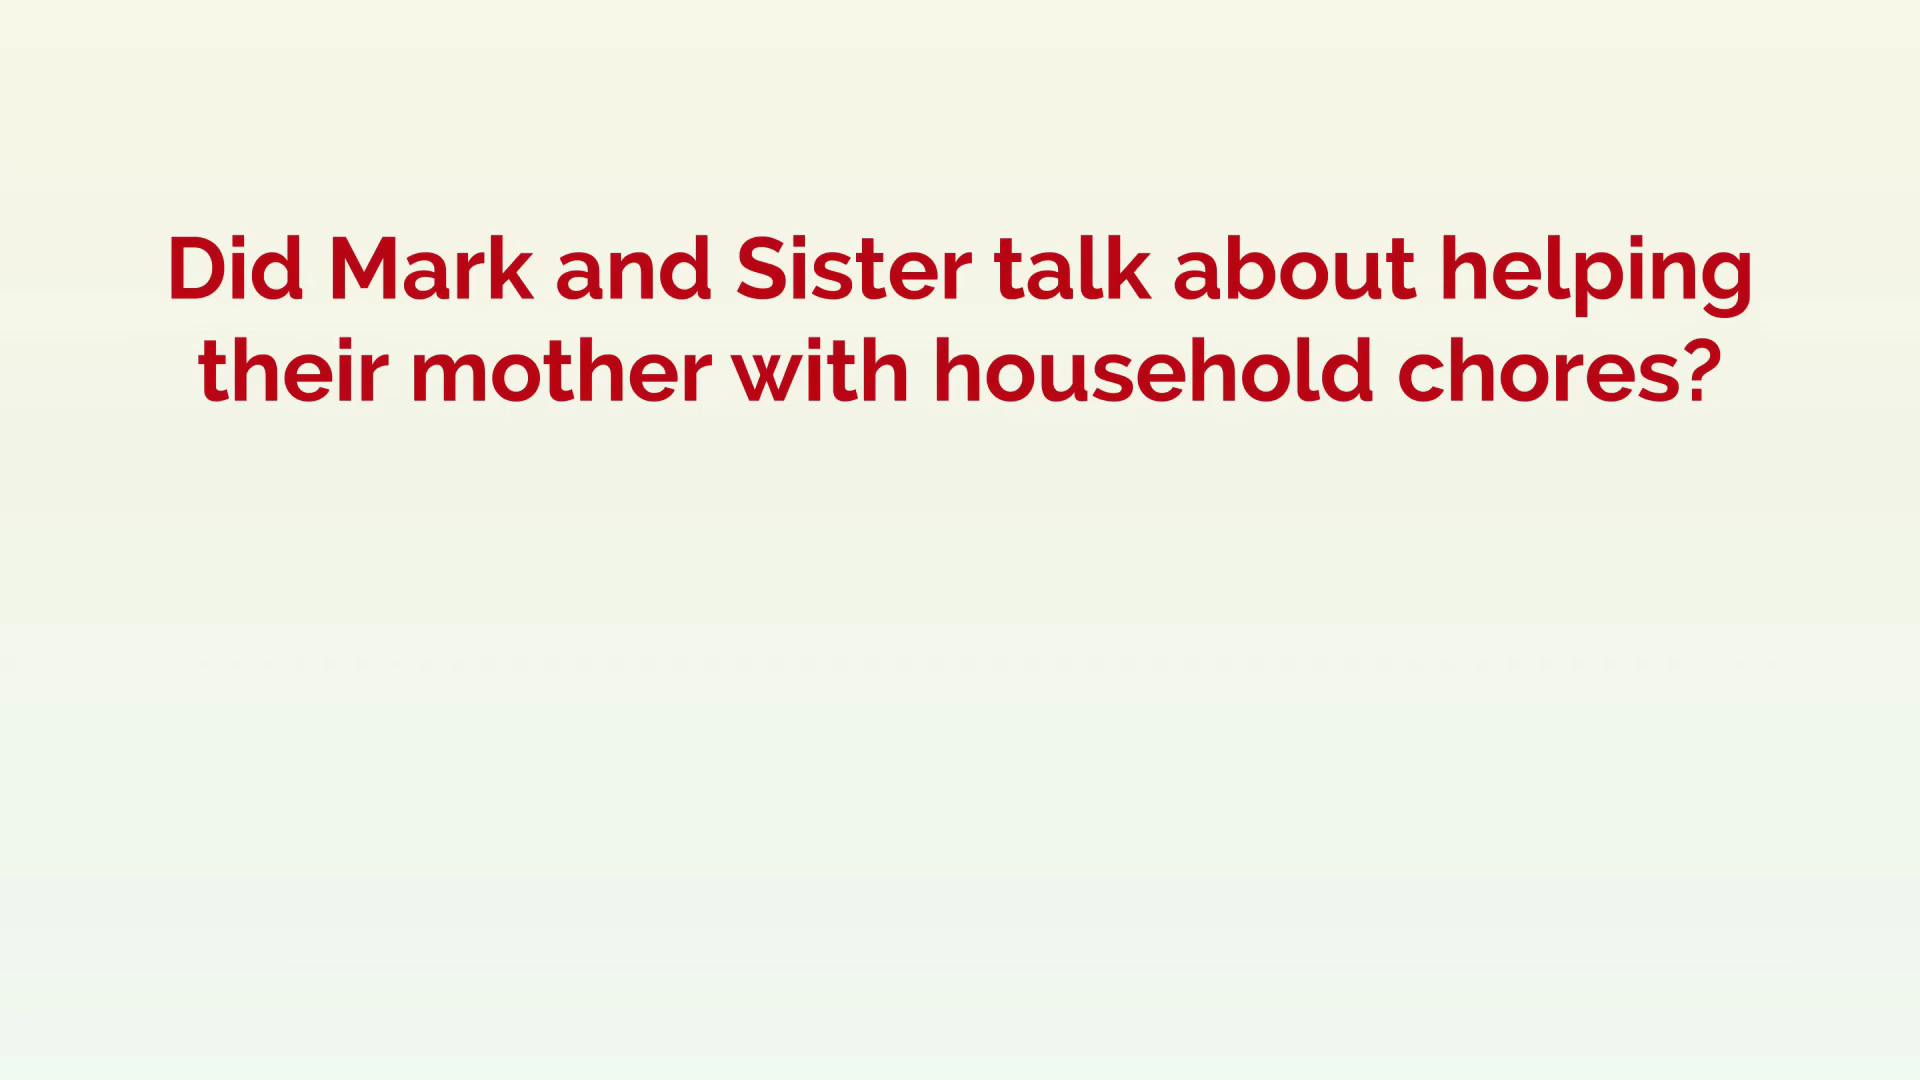 Did Mark and Sister talk about helping
their mother with household chores?